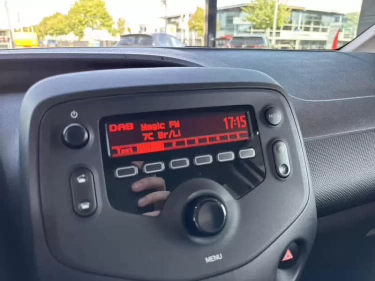 DAB Magic FM 17:15
7C Br/Li
Text
MENU